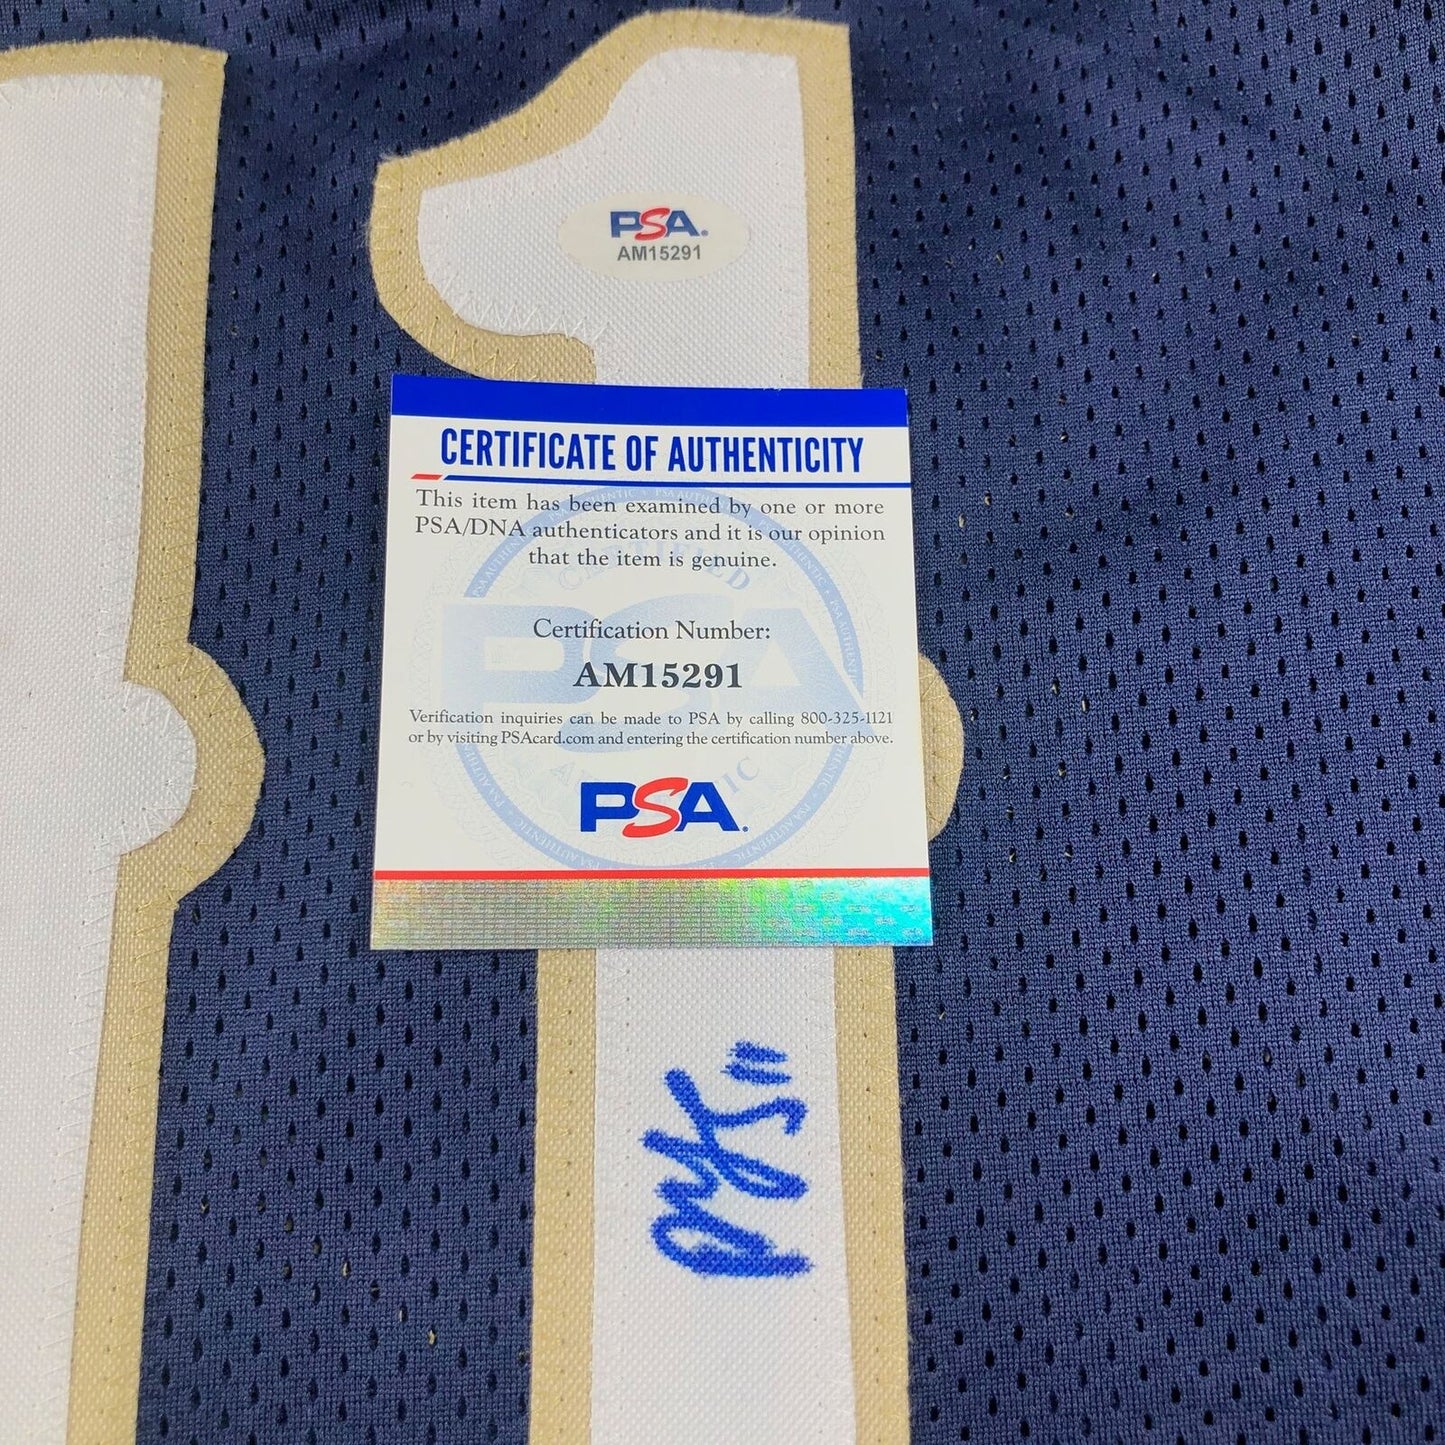 PSA
AM15291
CERTIFICATE OF AUTHENTICITY
This item has been examined by one or more
PSA/DNA authenticators and it is our opinion
that the item is genuine.
Certification Number:
AM15291
Verification inquiries can be made to PSA by calling 800-325-1121
or by visiting PSAcard.com and entering the certification number above.
PSA
11